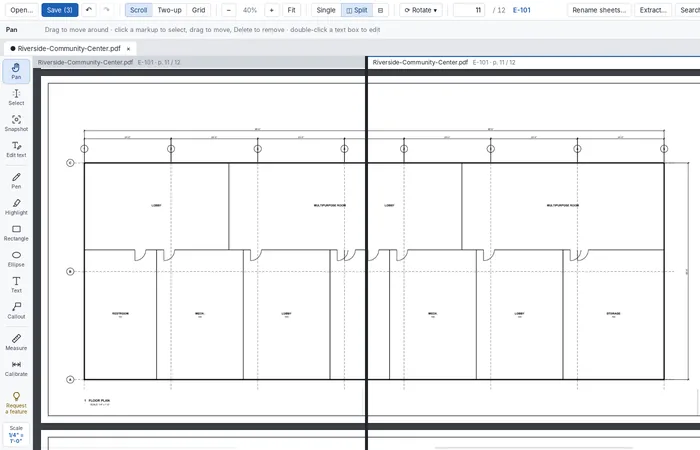 Open... Save (3) Scroll Two-up Grid − 40% + Fit Single Split Rotate 11 / 12 E-101 Rename sheets... Extract... Search
Pan Drag to move around · click a markup to select, drag to move, Delete to remove · double-click a text box to edit
Riverside-Community-Center.pdf ×
Riverside-Community-Center.pdf E-101 · p. 11 / 12
Riverside-Community-Center.pdf E-101 · p. 11 / 12
Pan
Select
Snapshot
Edit text
Pen
Highlight
Rectangle
Ellipse
Text
Callout
Measure
Calibrate
Request
a feature
Scale
1/4" =
1'-0"
LOBBY MULTIPURPOSE ROOM LOBBY MULTIPURPOSE ROOM
RESTROOMS MECH. LOBBY MECH. LOBBY STORAGE
1 FLOOR PLAN